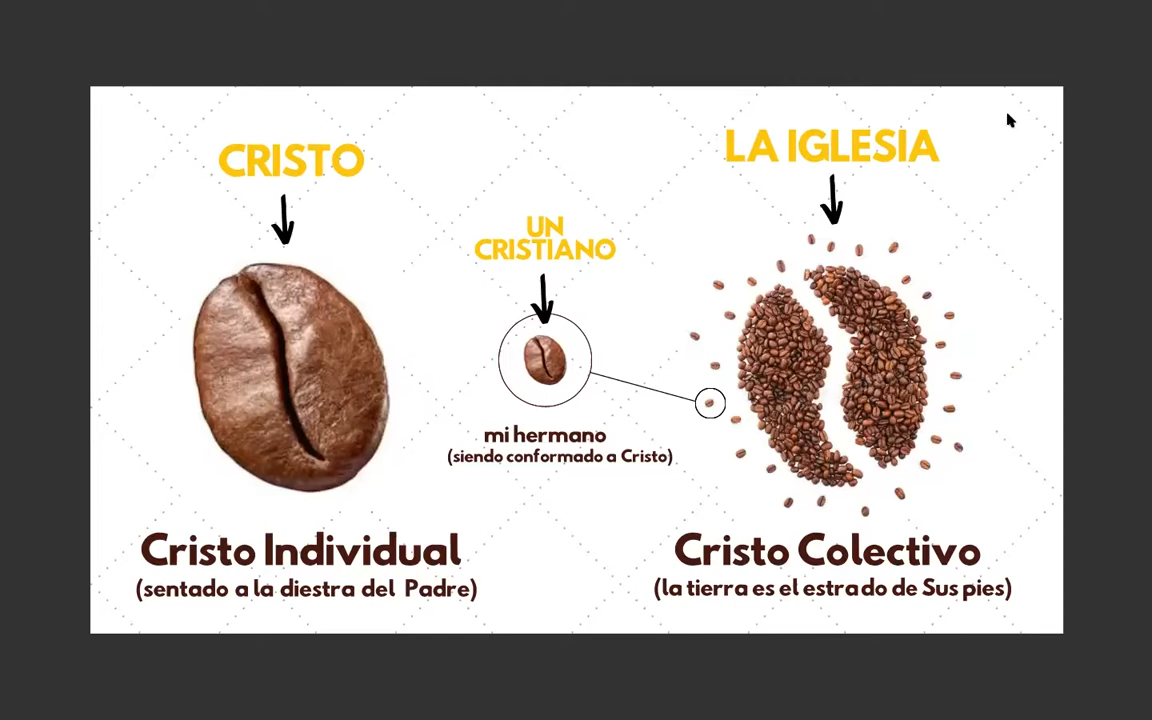 CRISTO
LA IGLESIA
UN
CRISTIANO
mi hermano
(siendo conformado a Cristo)
Cristo Individual
(sentado a la diestra del Padre)
Cristo Colectivo
(la tierra es el estrado de Sus pies)